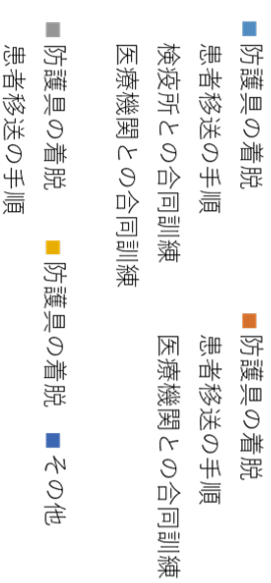 ■ 防護具の着脱
患者移送の手順
検疫所との合同訓練
医療機関との合同訓練
■ 防護具の着脱
患者移送の手順
医療機関との合同訓練
■ 防護具の着脱
患者移送の手順
■ 防護具の着脱
■ その他